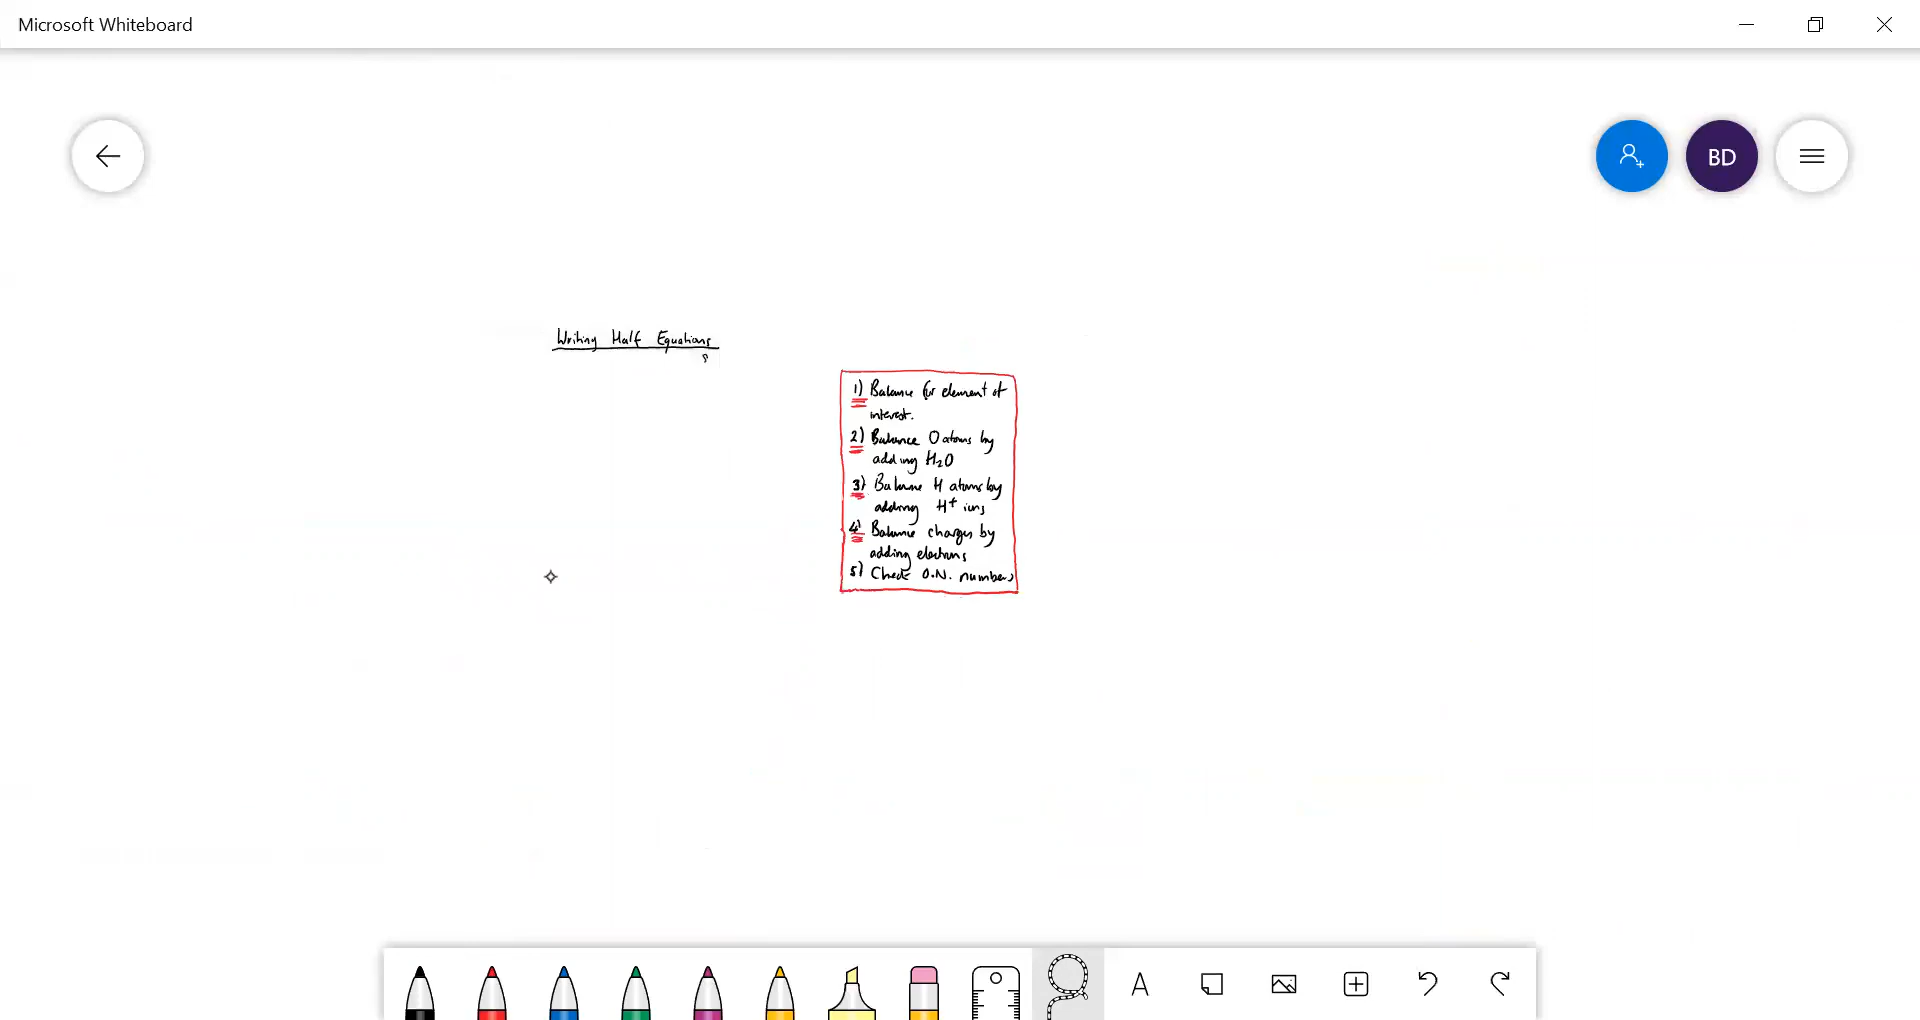 Microsoft Whiteboard
BD
Writing Half Equations
1) Balance for element of
interest.
2) Balance O atoms by
adding H₂O
3) Balance H atoms by
adding H⁺ ions
4) Balance charges by
adding electrons
5) Check O.N. numbers
A